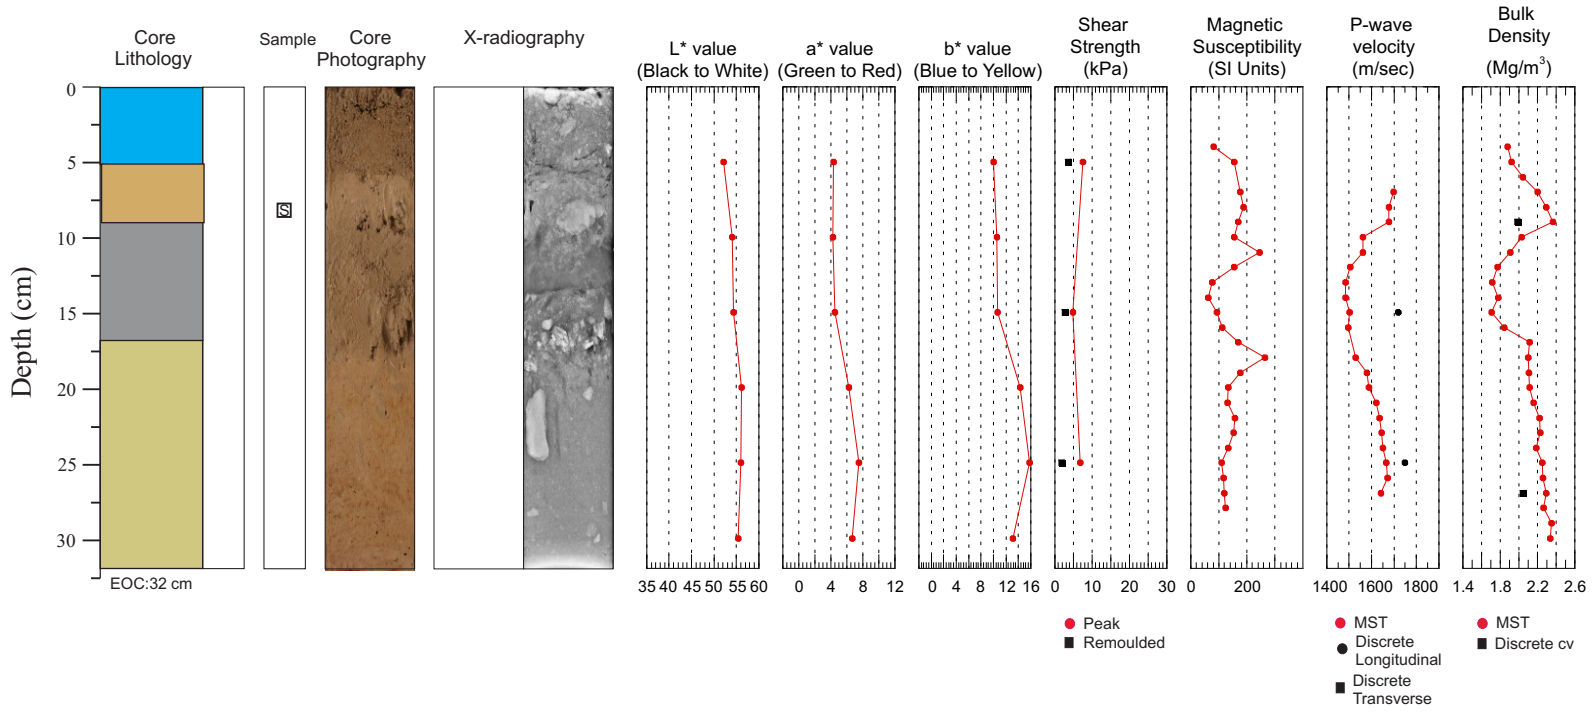 Core
Lithology
Sample
Core
Photography
X-radiography
L* value
(Black to White)
a* value
(Green to Red)
b* value
(Blue to Yellow)
Shear
Strength
(kPa)
Magnetic
Susceptibility
(SI Units)
P-wave
velocity
(m/sec)
Bulk
Density
(Mg/m³)
Depth (cm)
0
5
10
15
20
25
30
S
EOC:32 cm
35 40 45 50 55 60
0 4 8 12
0 4 8 12 16
0 10 20 30
0 200
1400 1600 1800
1.4 1.8 2.2 2.6
Peak
Remoulded
MST
Discrete
Longitudinal
Discrete
Transverse
MST
Discrete cv